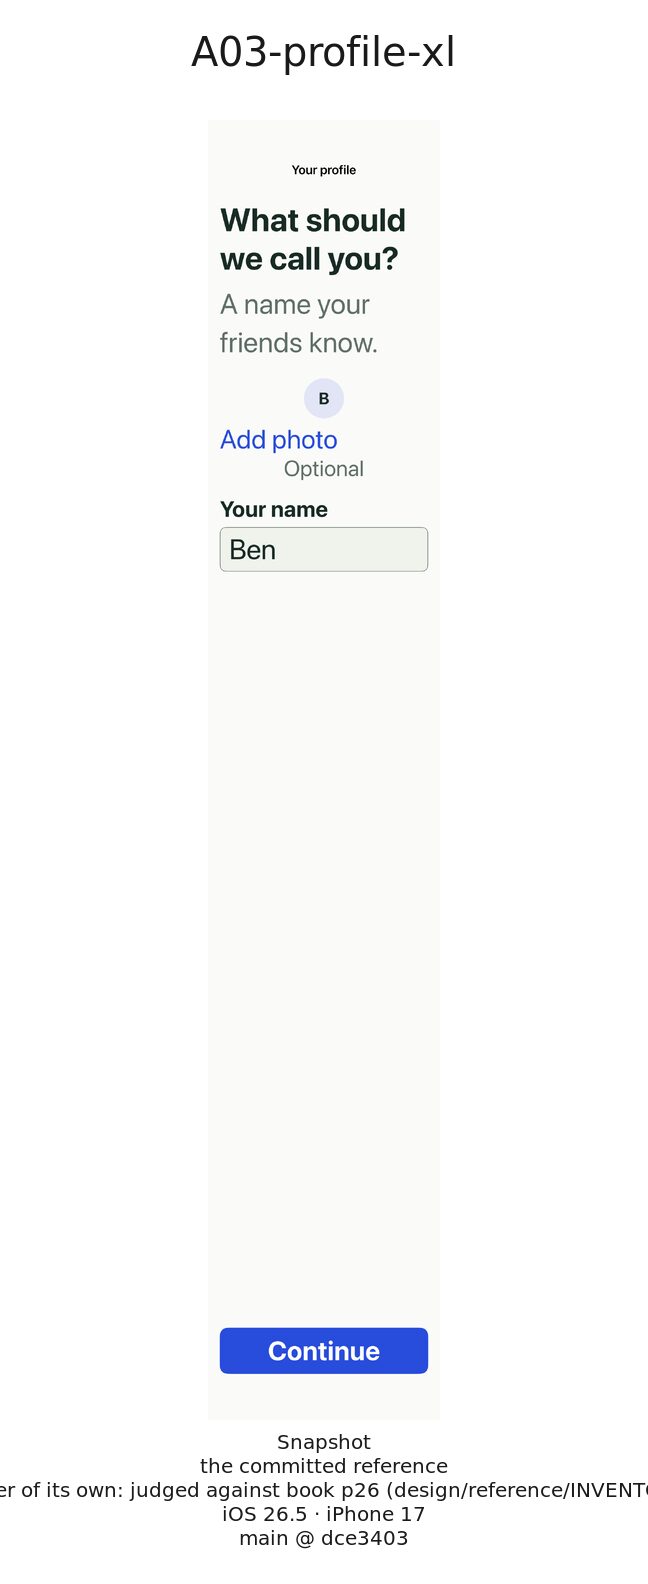 A03-profile-xl
Your profile
What should
we call you?
A name your
friends know.
B
Add photo
Optional
Your name
Ben
Continue
Snapshot
the committed reference
of its own: judged against book p26 (design/reference/
iOS 26.5 · iPhone 17
main @ dce3403